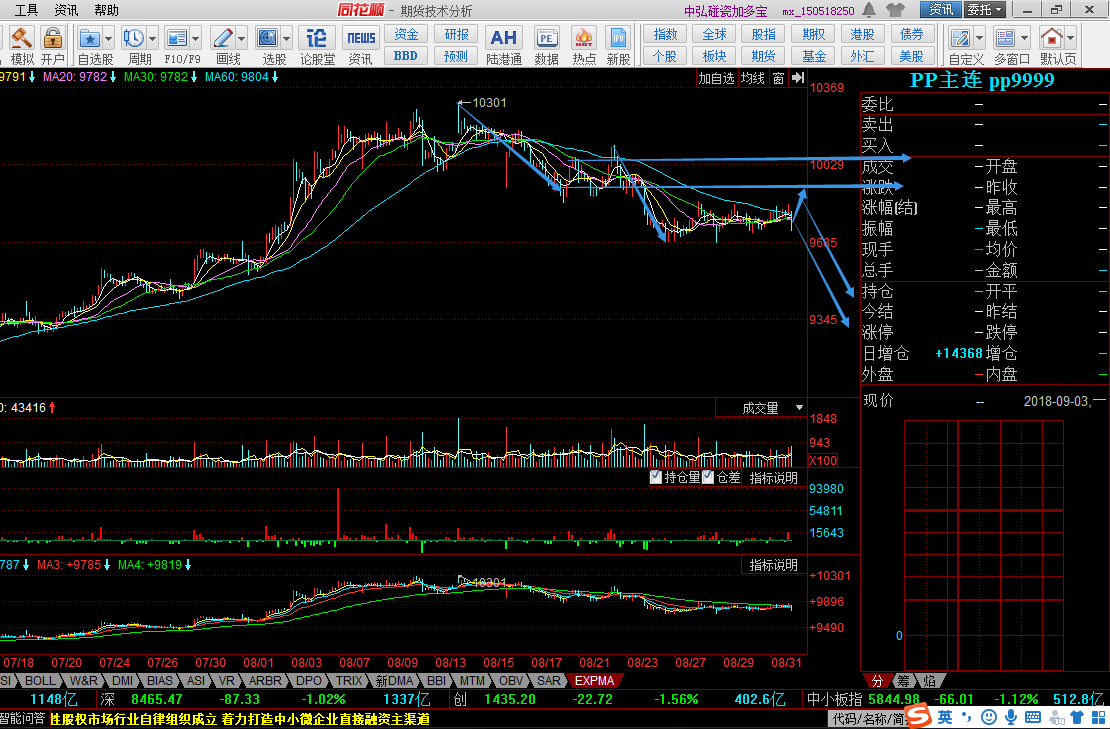 工具 资讯 帮助 同花顺 - 期货技术分析 中弘碰瓷加多宝 mx_150518250 资讯 委托
模拟 开户 自选股 周期 F10/F9 画线 选股 论 论股堂 NEWS 资讯 资金 研报 AH 陆港通 PE 数据 HOT 热点 IPO 新股 指数 全球 股指 期权 港股 债券 自定义 多窗口 默认页
BBD 预测 个股 板块 期货 基金 外汇 美股
9791 MA20: 9782 MA30: 9782 MA60: 9804 加自选 均线 窗
PP主连 pp9999
10369
10301
10029
9685
9345
委比 – –
卖出 – –
买入 – –
成交 – 开盘 –
涨跌 – 昨收 –
涨幅(结) – 最高 –
振幅 – 最低 –
现手 – 均价 –
总手 – 金额 –
持仓 – 开平 –
今结 – 昨结 –
涨停 – 跌停 –
日增仓 +14368 增仓 –
外盘 – 内盘 –
现价 -- 2018-09-03,一
0: 43416 成交量
1848
943
X100
持仓量 仓差 指标说明
93980
54811
15643
787 MA3: +9785 MA4: +9819 指标说明
10301
+10301
+9896
+9490
0
07/18 07/20 07/24 07/26 07/30 08/01 08/03 08/07 08/09 08/13 08/15 08/17 08/21 08/23 08/27 08/29 08/31
SI BOLL W&R DMI BIAS ASI VR ARBR DPO TRIX 新DMA BBI MTM OBV SAR EXPMA 分 筹 焰
1148亿 深 8465.47 -87.33 -1.02% 1337亿 创 1435.20 -22.72 -1.56% 402.6亿 中小板指 5844.98 -66.01 -1.12% 512.8亿
智能问答 性股权市场行业自律组织成立 着力打造中小微企业直接融资主渠道 代码/名称/简 S 英